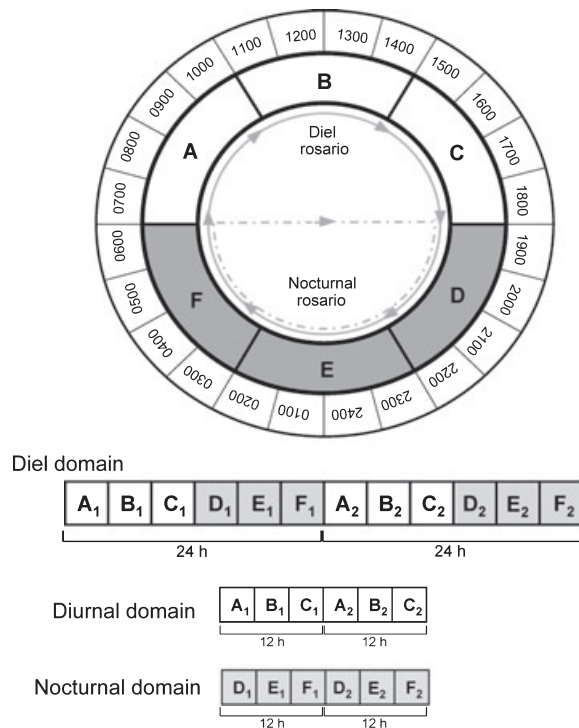 1200
1300
1100
1400
1000
1500
0900
1600
0800
1700
0700
1800
0600
1900
0500
2000
0400
2100
0300
2200
0200
2300
0100
2400
B
A
C
Diel
rosario
Nocturnal
rosario
F
D
E
Diel domain
A1 B1 C1 D1 E1 F1 A2 B2 C2 D2 E2 F2
24 h 24 h
Diurnal domain
A1 B1 C1 A2 B2 C2
12 h 12 h
Nocturnal domain
D1 E1 F1 D2 E2 F2
12 h 12 h